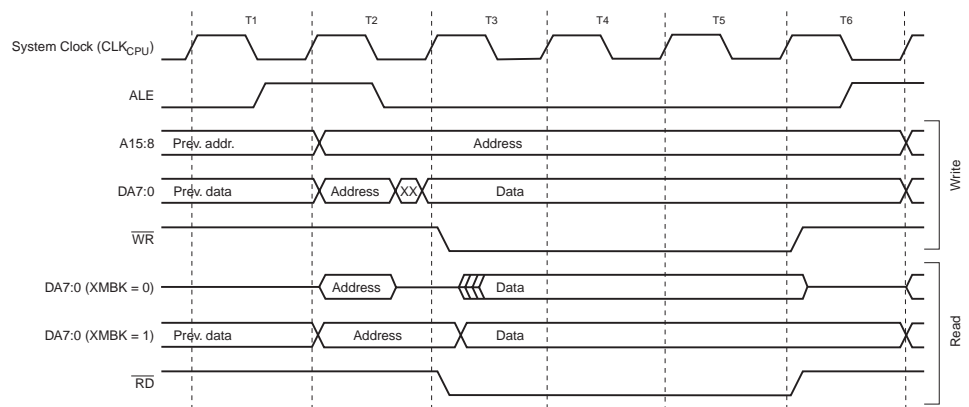 T1 T2 T3 T4 T5 T6
System Clock (CLKCPU)
ALE
A15:8 Prev. addr. Address
DA7:0 Prev. data Address XX Data
WR
Write
DA7:0 (XMBK = 0) Address Data
DA7:0 (XMBK = 1) Prev. data Address Data
RD
Read